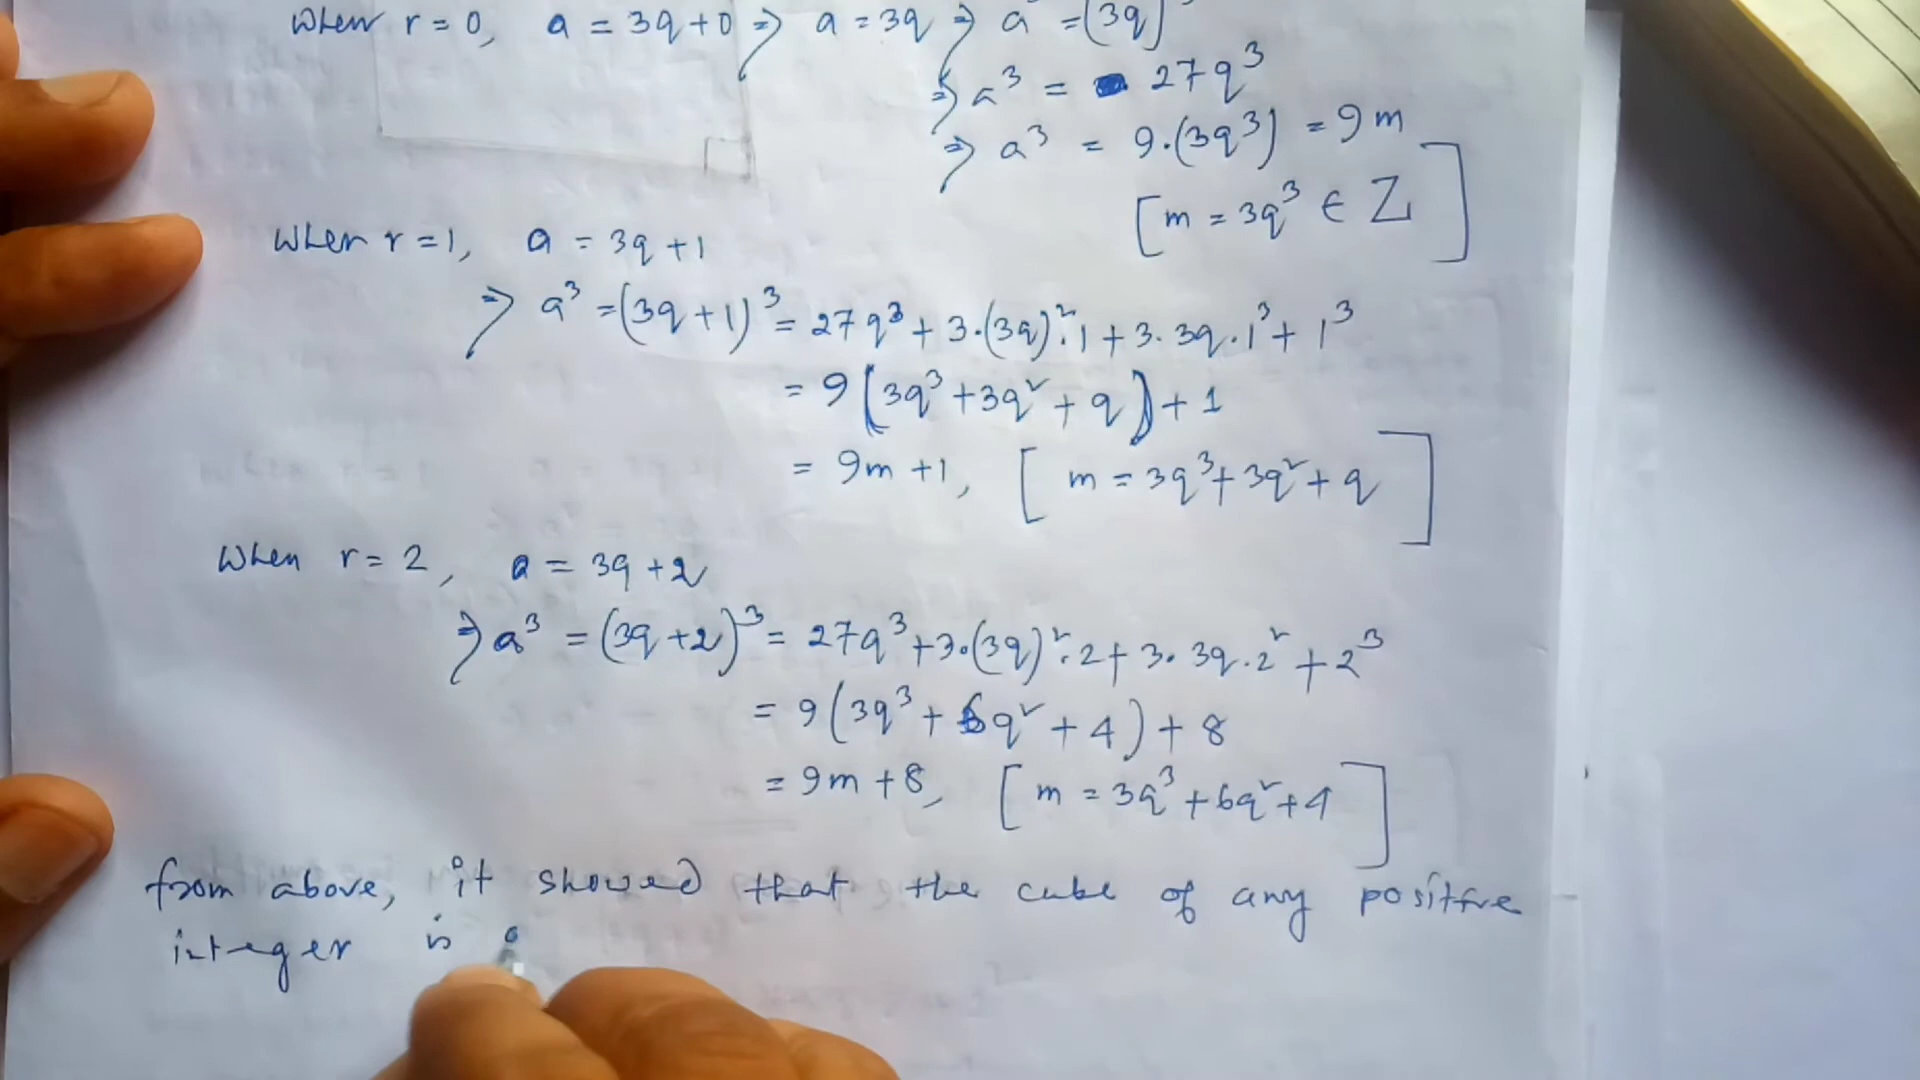 When r = 0, a = 3q + 0 ⇒ a = 3q ⇒ a³ = (3q)³
⇒ a³ = 27q³
⇒ a³ = 9.(3q³) = 9m
[m = 3q³ ∈ Z]
When r = 1, a = 3q + 1
⇒ a³ = (3q + 1)³ = 27q³ + 3.(3q)².1 + 3. 3q. 1³ + 1³
= 9(3q³ + 3q² + q) + 1
= 9m + 1, [m = 3q³ + 3q² + q]
When r = 2, a = 3q + 2
⇒ a³ = (3q + 2)³ = 27q³ + 3.(3q)².2 + 3. 3q. 2² + 2³
= 9(3q³ + 6q² + 4) + 8
= 9m + 8, [m = 3q³ + 6q² + 4]
from above, it showed that the cube of any positive
integer is